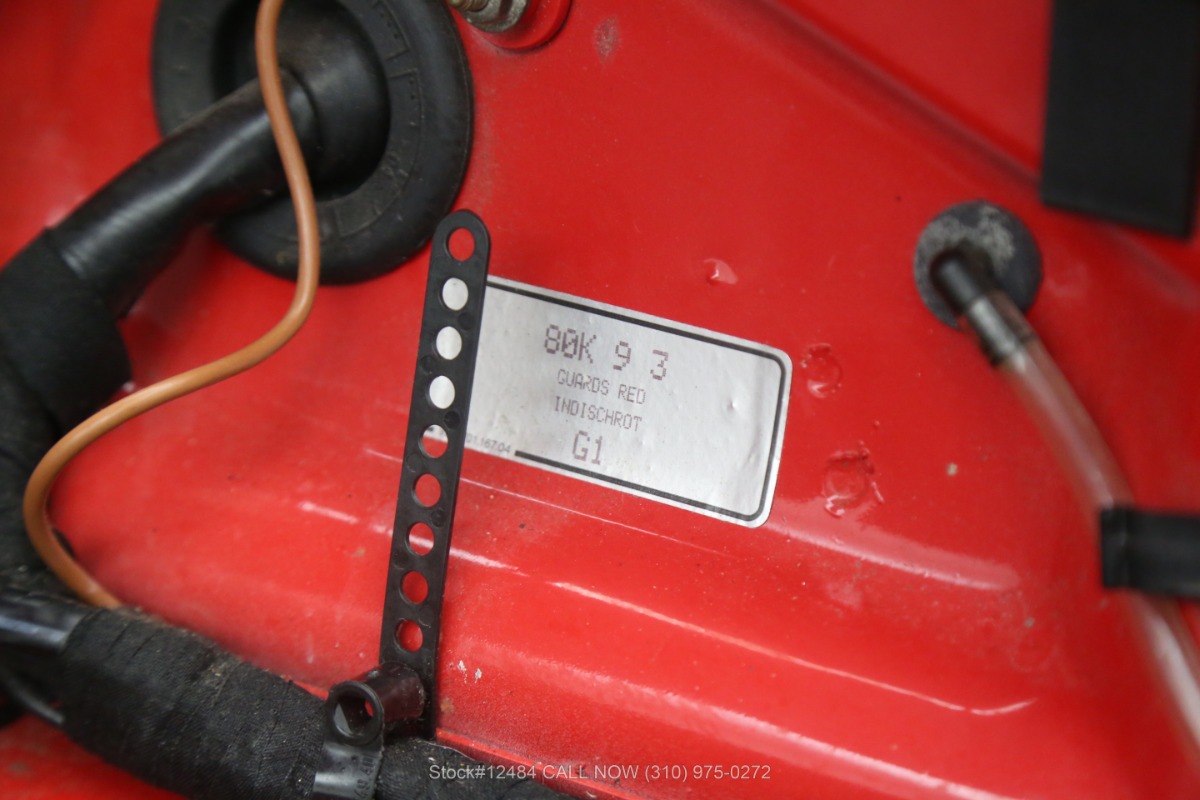 80K 9 3
GUARDS RED
INDISCHROT
G1
Stock#12484 CALL NOW (310) 975-0272